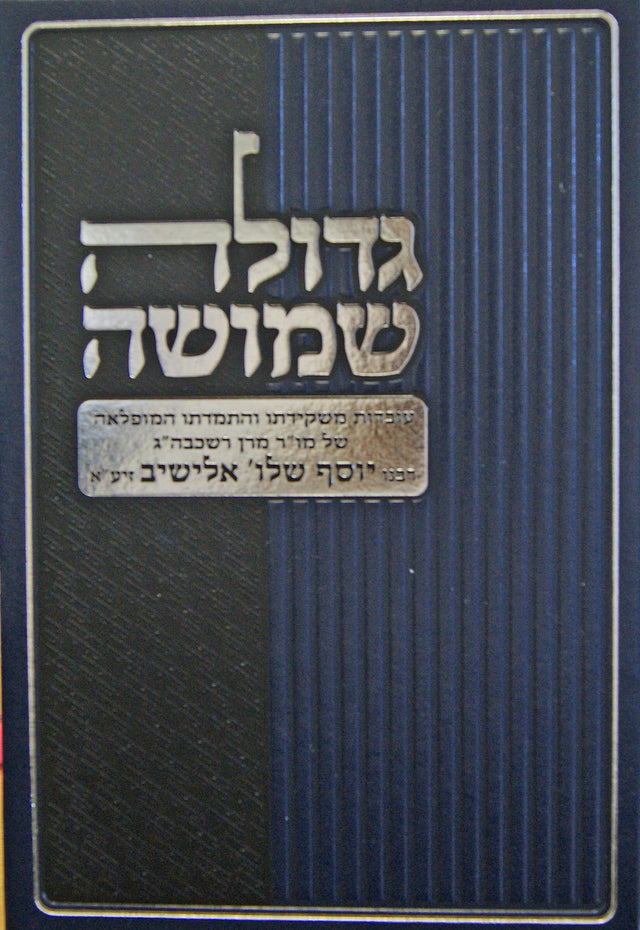 גדולה
שמושה
עובדות משקידתו והתמדתו המופלאה
של מו"ר מרן רשכבה"ג
רבנו יוסף שלו' אלישיב זיע"א